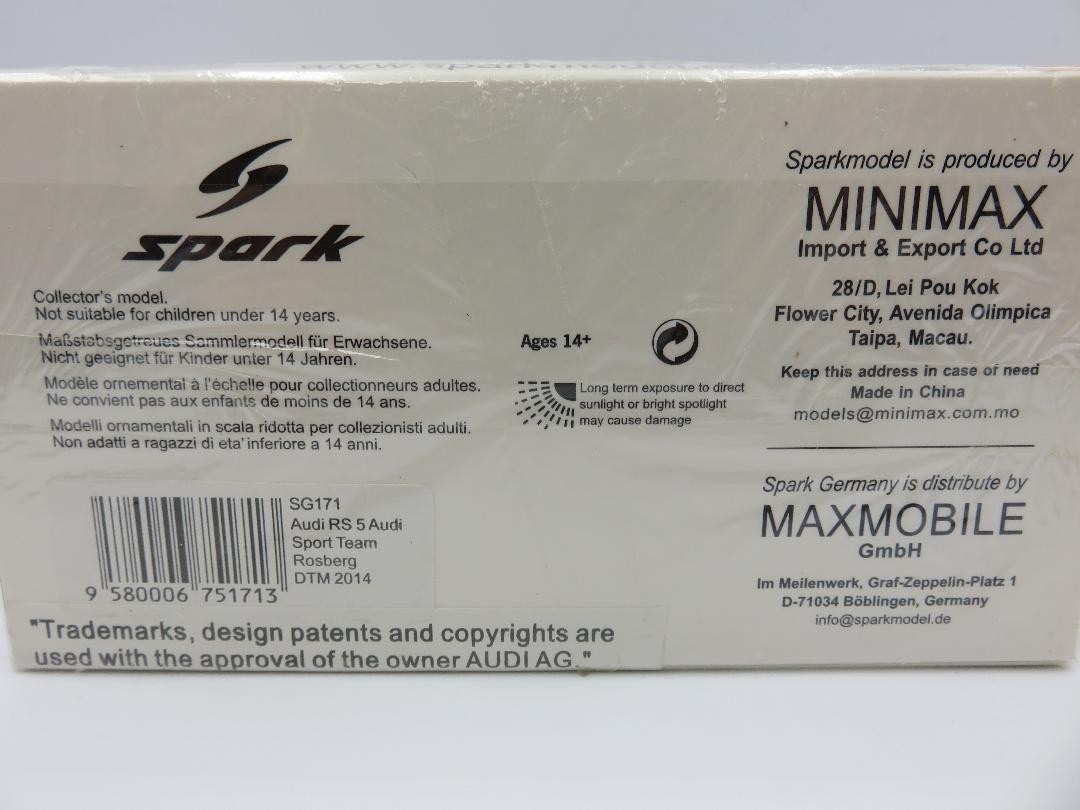 spark
Collector's model.
Not suitable for children under 14 years.
Maßstabsgetreues Sammlermodell für Erwachsene.
Nicht geeignet für Kinder unter 14 Jahren.
Modèle ornemental à l'échelle pour collectionneurs adultes.
Ne convient pas aux enfants de moins de 14 ans.
Modelli ornamentali in scala ridotta per collezionisti adulti.
Non adatti a ragazzi di eta' inferiore a 14 anni.
Ages 14+
Long term exposure to direct
sunlight or bright spotlight
may cause damage
Sparkmodel is produced by
MINIMAX
Import & Export Co Ltd
28/D, Lei Pou Kok
Flower City, Avenida Olimpica
Taipa, Macau.
Keep this address in case of need
Made in China
models@minimax.com.mo
Spark Germany is distribute by
MAXMOBILE
GmbH
Im Meilenwerk, Graf-Zeppelin-Platz 1
D-71034 Böblingen, Germany
info@sparkmodel.de
SG171
Audi RS 5 Audi
Sport Team
Rosberg
DTM 2014
9 580006 751713
"Trademarks, design patents and copyrights are
used with the approval of the owner AUDI AG."